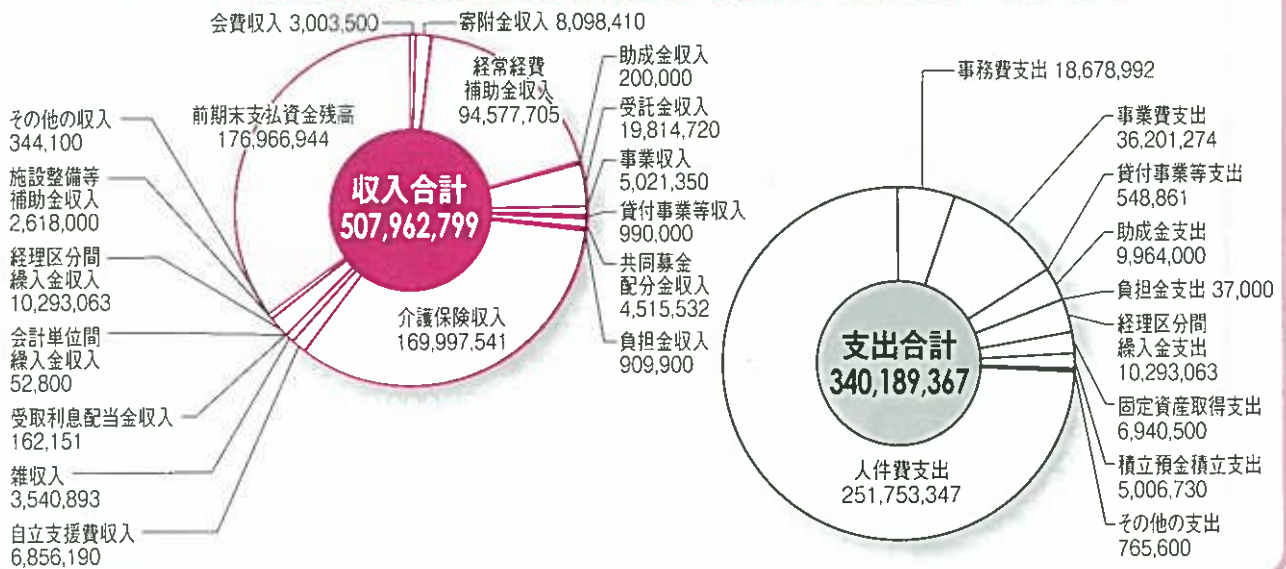 会費収入 3,003,500
寄附金収入 8,098,410
経常経費
補助金収入
94,577,705
助成金収入
200,000
受託金収入
19,814,720
事業収入
5,021,350
貸付事業等収入
990,000
共同募金
配分金収入
4,515,532
負担金収入
909,900
介護保険収入
169,997,541
自立支援費収入
6,856,190
雑収入
3,540,893
受取利息配当金収入
162,151
会計単位間
繰入金収入
52,800
経理区分間
繰入金収入
10,293,063
施設整備等
補助金収入
2,618,000
その他の収入
344,100
前期末支払資金残高
176,966,944
収入合計
507,962,799
事務費支出 18,678,992
事業費支出
36,201,274
貸付事業等支出
548,861
助成金支出
9,964,000
負担金支出 37,000
経理区分間
繰入金支出
10,293,063
固定資産取得支出
6,940,500
積立預金積立支出
5,006,730
その他の支出
765,600
人件費支出
251,753,347
支出合計
340,189,367